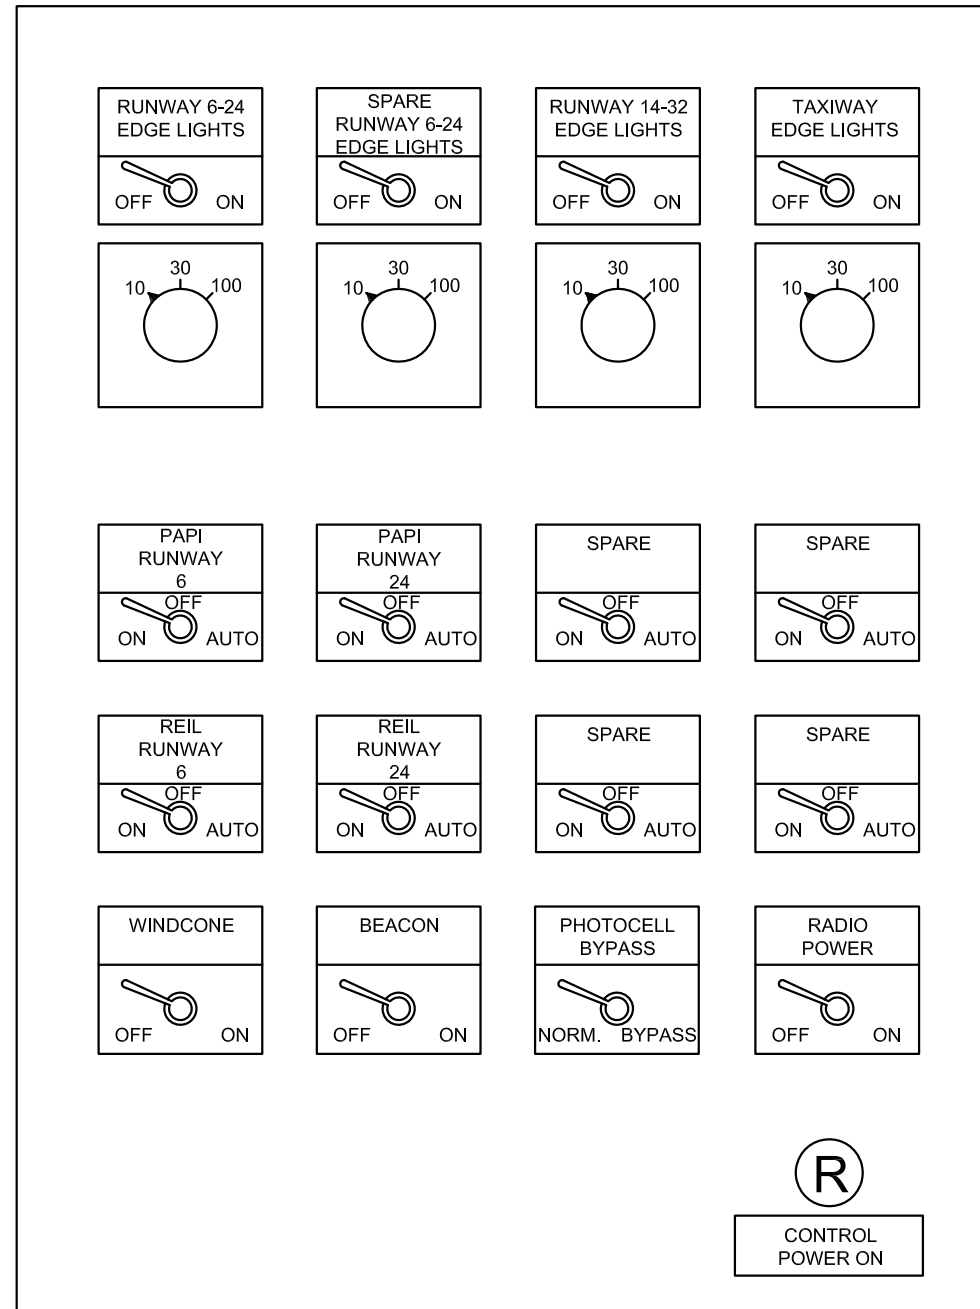 RUNWAY 6-24
EDGE LIGHTS
OFF ON
SPARE
RUNWAY 6-24
EDGE LIGHTS
OFF ON
RUNWAY 14-32
EDGE LIGHTS
OFF ON
TAXIWAY
EDGE LIGHTS
OFF ON
10 30 100
10 30 100
10 30 100
10 30 100
PAPI
RUNWAY
6
OFF
ON AUTO
PAPI
RUNWAY
24
OFF
ON AUTO
SPARE
OFF
ON AUTO
SPARE
OFF
ON AUTO
REIL
RUNWAY
6
OFF
ON AUTO
REIL
RUNWAY
24
OFF
ON AUTO
SPARE
OFF
ON AUTO
SPARE
OFF
ON AUTO
WINDCONE
OFF ON
BEACON
OFF ON
PHOTOCELL
BYPASS
NORM. BYPASS
RADIO
POWER
OFF ON
R
CONTROL
POWER ON